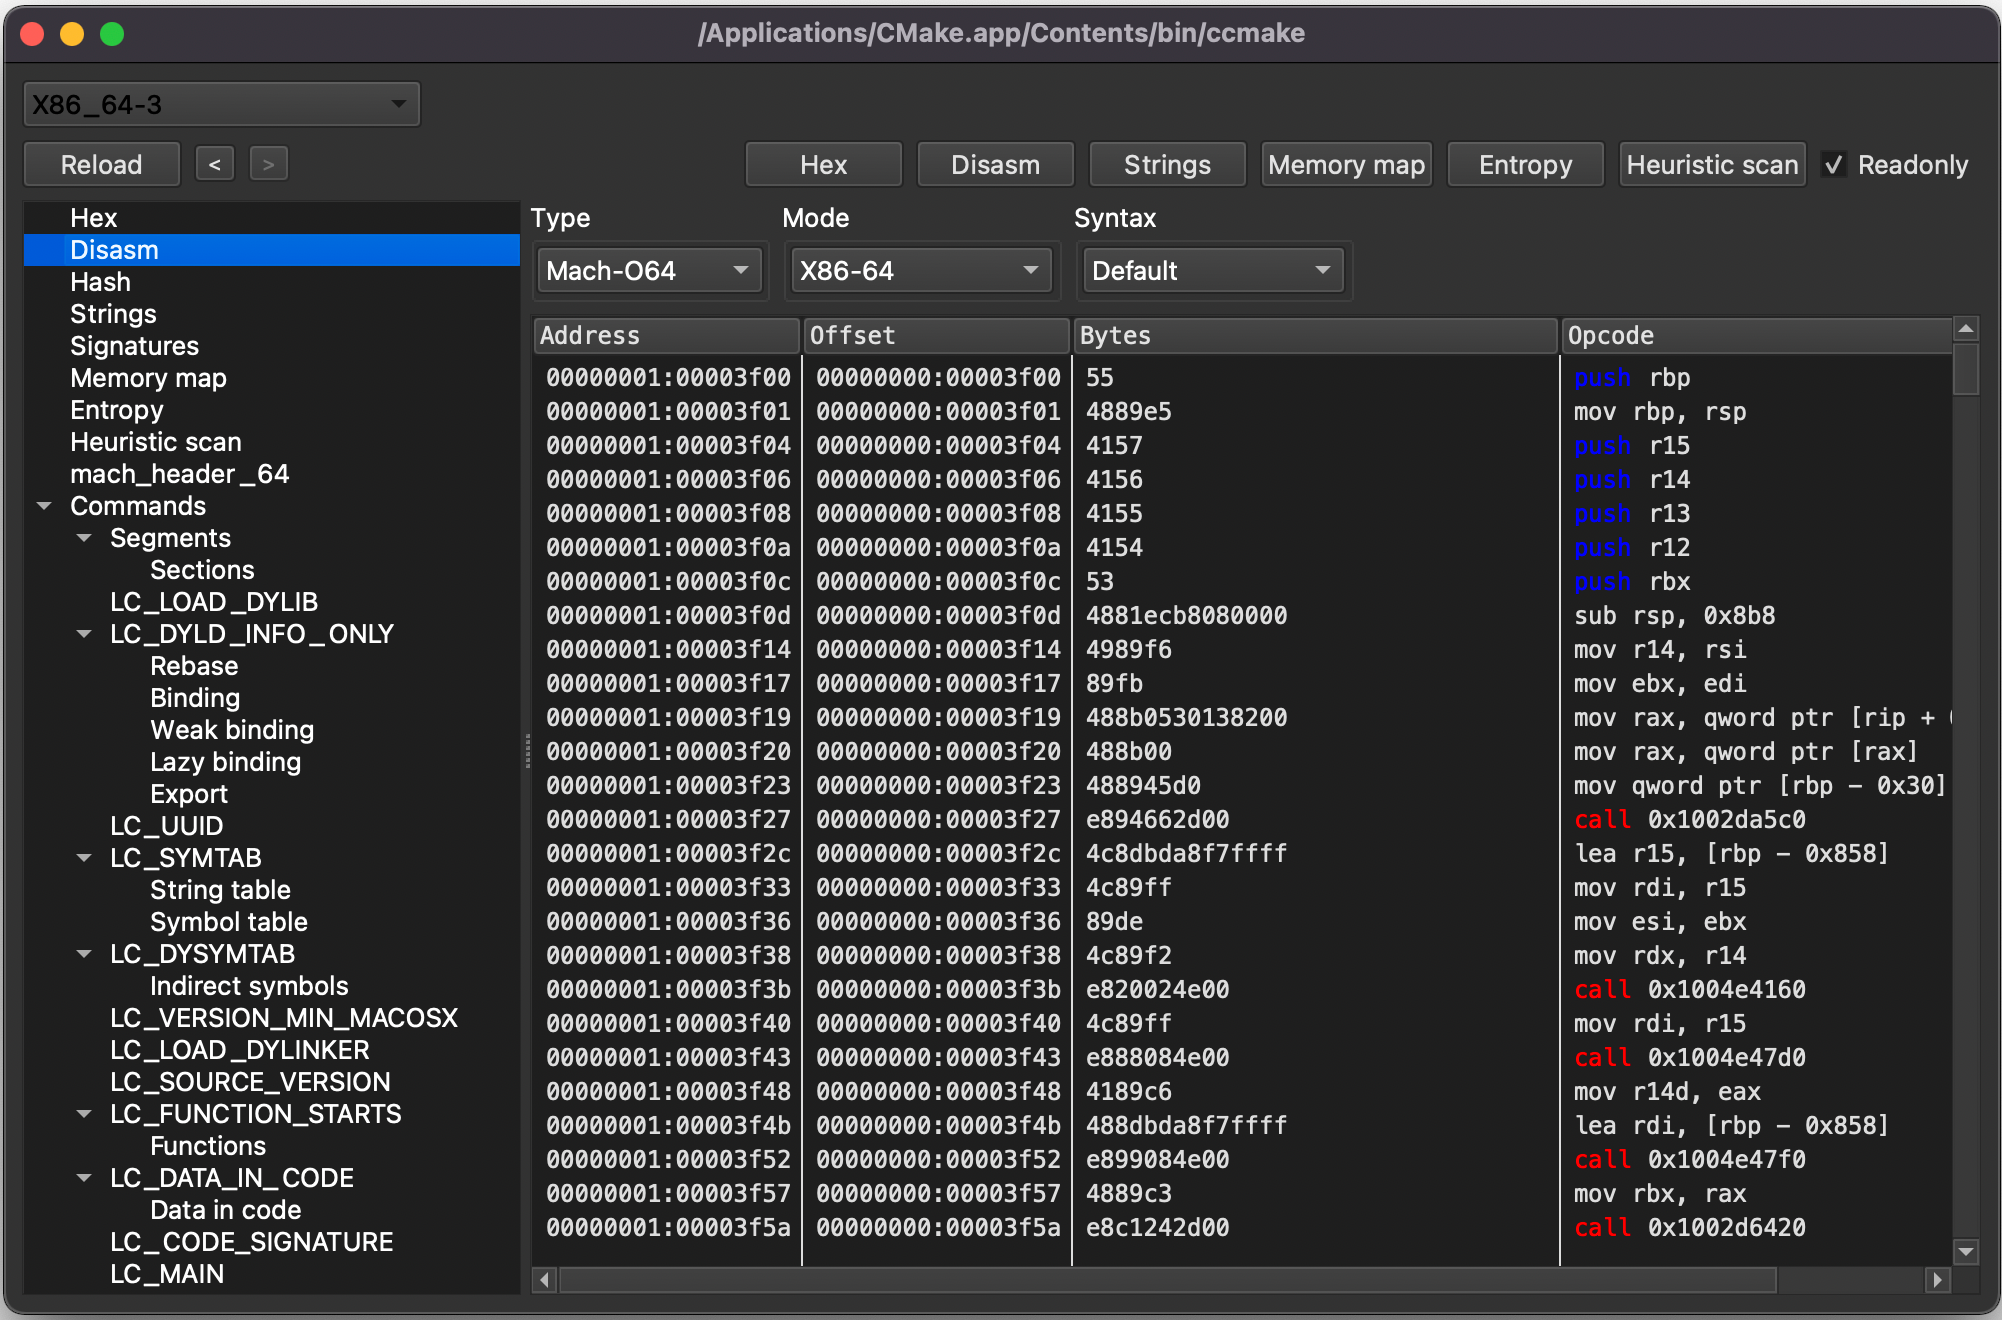 /Applications/CMake.app/Contents/bin/ccmake
X86_64-3
Reload < > Hex Disasm Strings Memory map Entropy Heuristic scan ✓ Readonly
Hex
Disasm
Hash
Strings
Signatures
Memory map
Entropy
Heuristic scan
mach_header_64
Commands
Segments
Sections
LC_LOAD_DYLIB
LC_DYLD_INFO_ONLY
Rebase
Binding
Weak binding
Lazy binding
Export
LC_UUID
LC_SYMTAB
String table
Symbol table
LC_DYSYMTAB
Indirect symbols
LC_VERSION_MIN_MACOSX
LC_LOAD_DYLINKER
LC_SOURCE_VERSION
LC_FUNCTION_STARTS
Functions
LC_DATA_IN_CODE
Data in code
LC_CODE_SIGNATURE
LC_MAIN
Type Mode Syntax
Mach-O64 X86-64 Default
Address Offset Bytes Opcode
00000001:00003f00 00000000:00003f00 55 push rbp
00000001:00003f01 00000000:00003f01 4889e5 mov rbp, rsp
00000001:00003f04 00000000:00003f04 4157 push r15
00000001:00003f06 00000000:00003f06 4156 push r14
00000001:00003f08 00000000:00003f08 4155 push r13
00000001:00003f0a 00000000:00003f0a 4154 push r12
00000001:00003f0c 00000000:00003f0c 53 push rbx
00000001:00003f0d 00000000:00003f0d 4881ecb8080000 sub rsp, 0x8b8
00000001:00003f14 00000000:00003f14 4989f6 mov r14, rsi
00000001:00003f17 00000000:00003f17 89fb mov ebx, edi
00000001:00003f19 00000000:00003f19 488b0530138200 mov rax, qword ptr [rip +
00000001:00003f20 00000000:00003f20 488b00 mov rax, qword ptr [rax]
00000001:00003f23 00000000:00003f23 488945d0 mov qword ptr [rbp - 0x30]
00000001:00003f27 00000000:00003f27 e894662d00 call 0x1002da5c0
00000001:00003f2c 00000000:00003f2c 4c8dbda8f7ffff lea r15, [rbp - 0x858]
00000001:00003f33 00000000:00003f33 4c89ff mov rdi, r15
00000001:00003f36 00000000:00003f36 89de mov esi, ebx
00000001:00003f38 00000000:00003f38 4c89f2 mov rdx, r14
00000001:00003f3b 00000000:00003f3b e820024e00 call 0x1004e4160
00000001:00003f40 00000000:00003f40 4c89ff mov rdi, r15
00000001:00003f43 00000000:00003f43 e888084e00 call 0x1004e47d0
00000001:00003f48 00000000:00003f48 4189c6 mov r14d, eax
00000001:00003f4b 00000000:00003f4b 488dbda8f7ffff lea rdi, [rbp - 0x858]
00000001:00003f52 00000000:00003f52 e899084e00 call 0x1004e47f0
00000001:00003f57 00000000:00003f57 4889c3 mov rbx, rax
00000001:00003f5a 00000000:00003f5a e8c1242d00 call 0x1002d6420